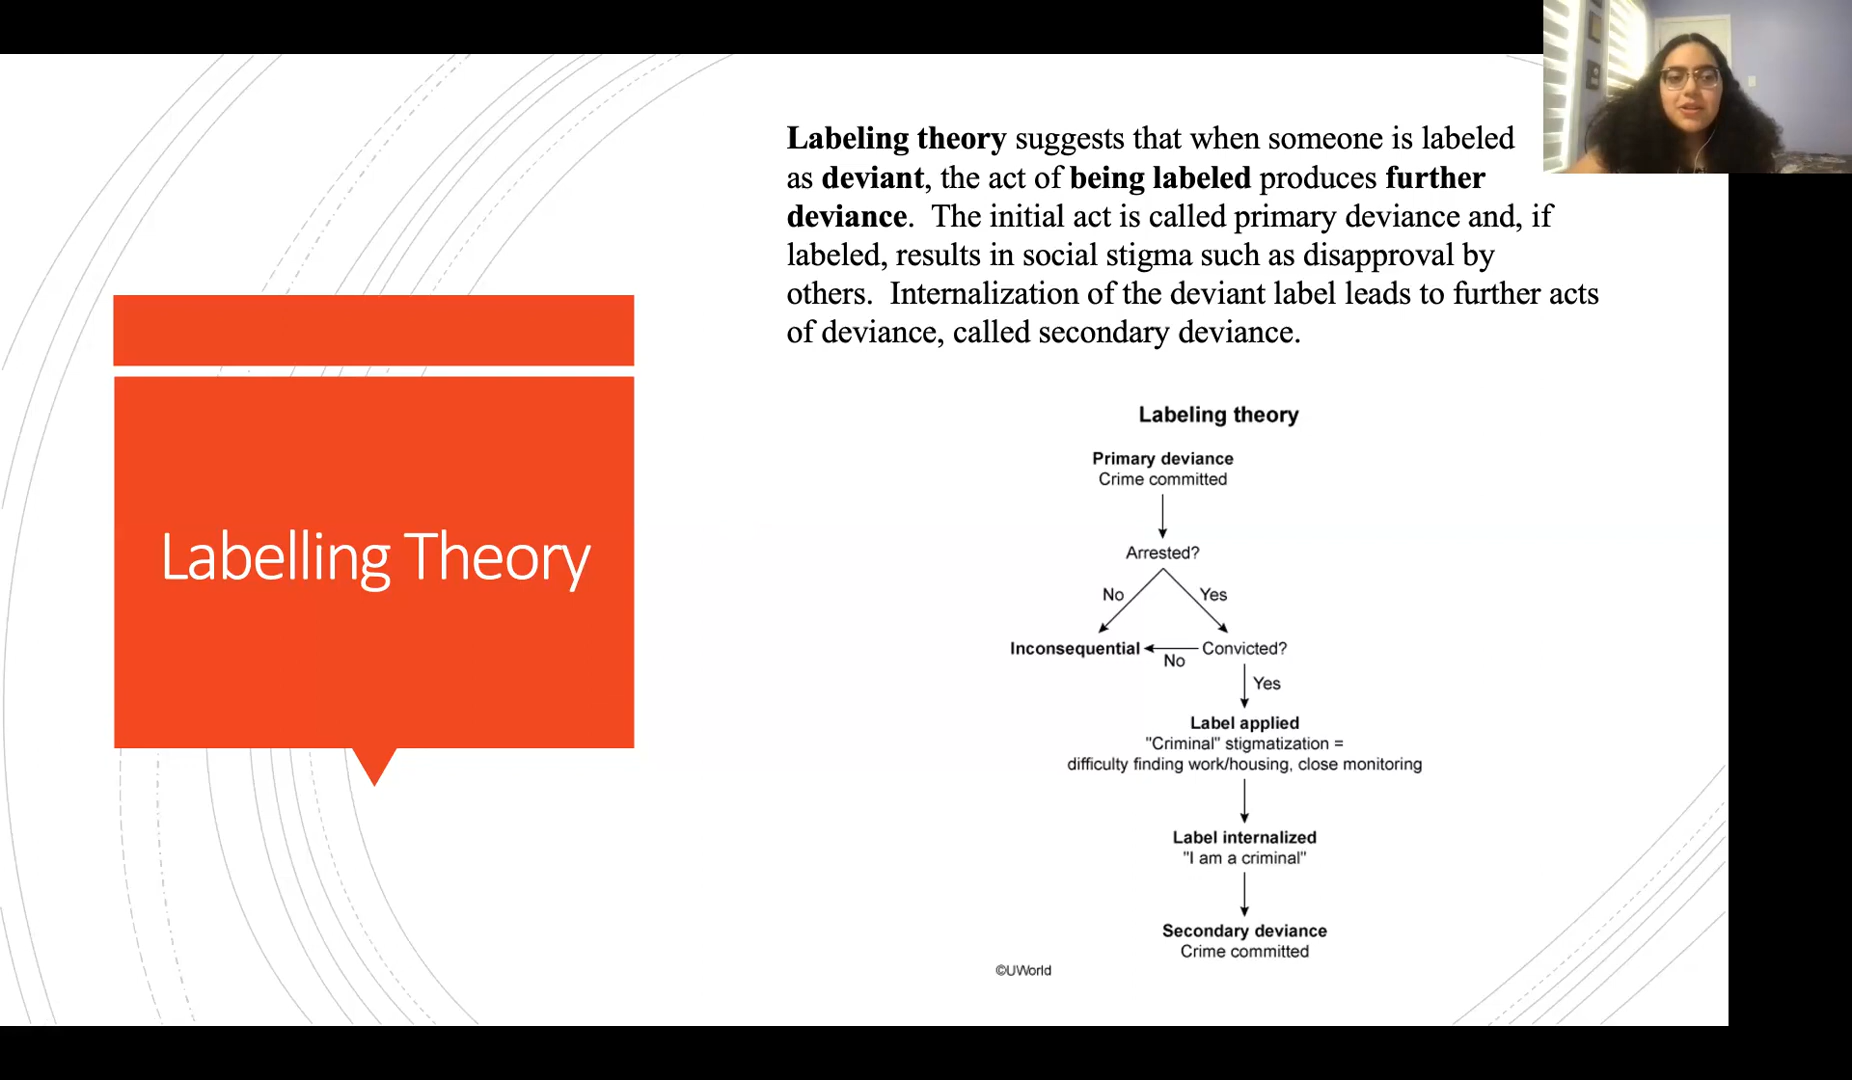 Labeling theory suggests that when someone is labeled
as deviant, the act of being labeled produces further
deviance.  The initial act is called primary deviance and, if
labeled, results in social stigma such as disapproval by
others.  Internalization of the deviant label leads to further acts
of deviance, called secondary deviance.
Labelling Theory
Labeling theory
Primary deviance
Crime committed
Arrested?
No
Yes
Inconsequential
No
Convicted?
Yes
Label applied
"Criminal" stigmatization =
difficulty finding work/housing, close monitoring
Label internalized
"I am a criminal"
Secondary deviance
Crime committed
©UWorld